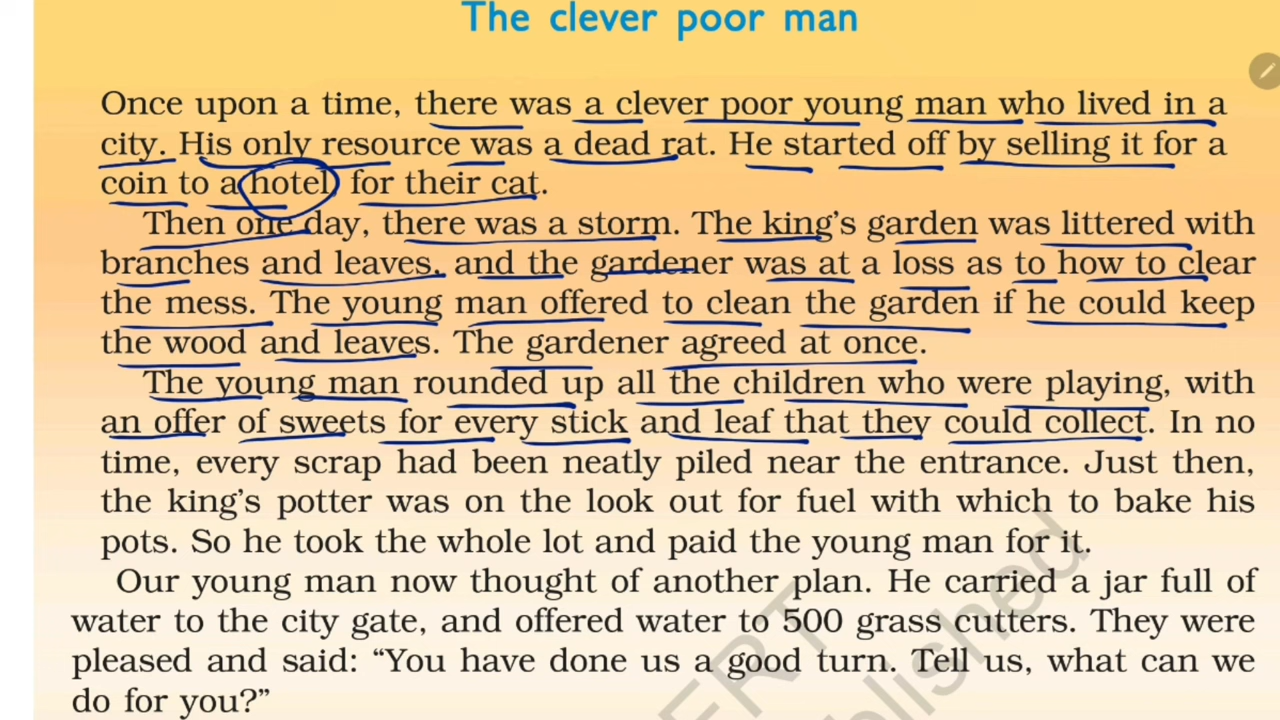 The clever poor man
Once upon a time, there was a clever poor young man who lived in a
city. His only resource was a dead rat. He started off by selling it for a
coin to a hotel, for their cat.
Then one day, there was a storm. The king's garden was littered with
branches and leaves, and the gardener was at a loss as to how to clear
the mess. The young man offered to clean the garden if he could keep
the wood and leaves. The gardener agreed at once.
The young man rounded up all the children who were playing, with
an offer of sweets for every stick and leaf that they could collect. In no
time, every scrap had been neatly piled near the entrance. Just then,
the king's potter was on the look out for fuel with which to bake his
pots. So he took the whole lot and paid the young man for it.
Our young man now thought of another plan. He carried a jar full of
water to the city gate, and offered water to 500 grass cutters. They were
pleased and said: “You have done us a good turn. Tell us, what can we
do for you?”